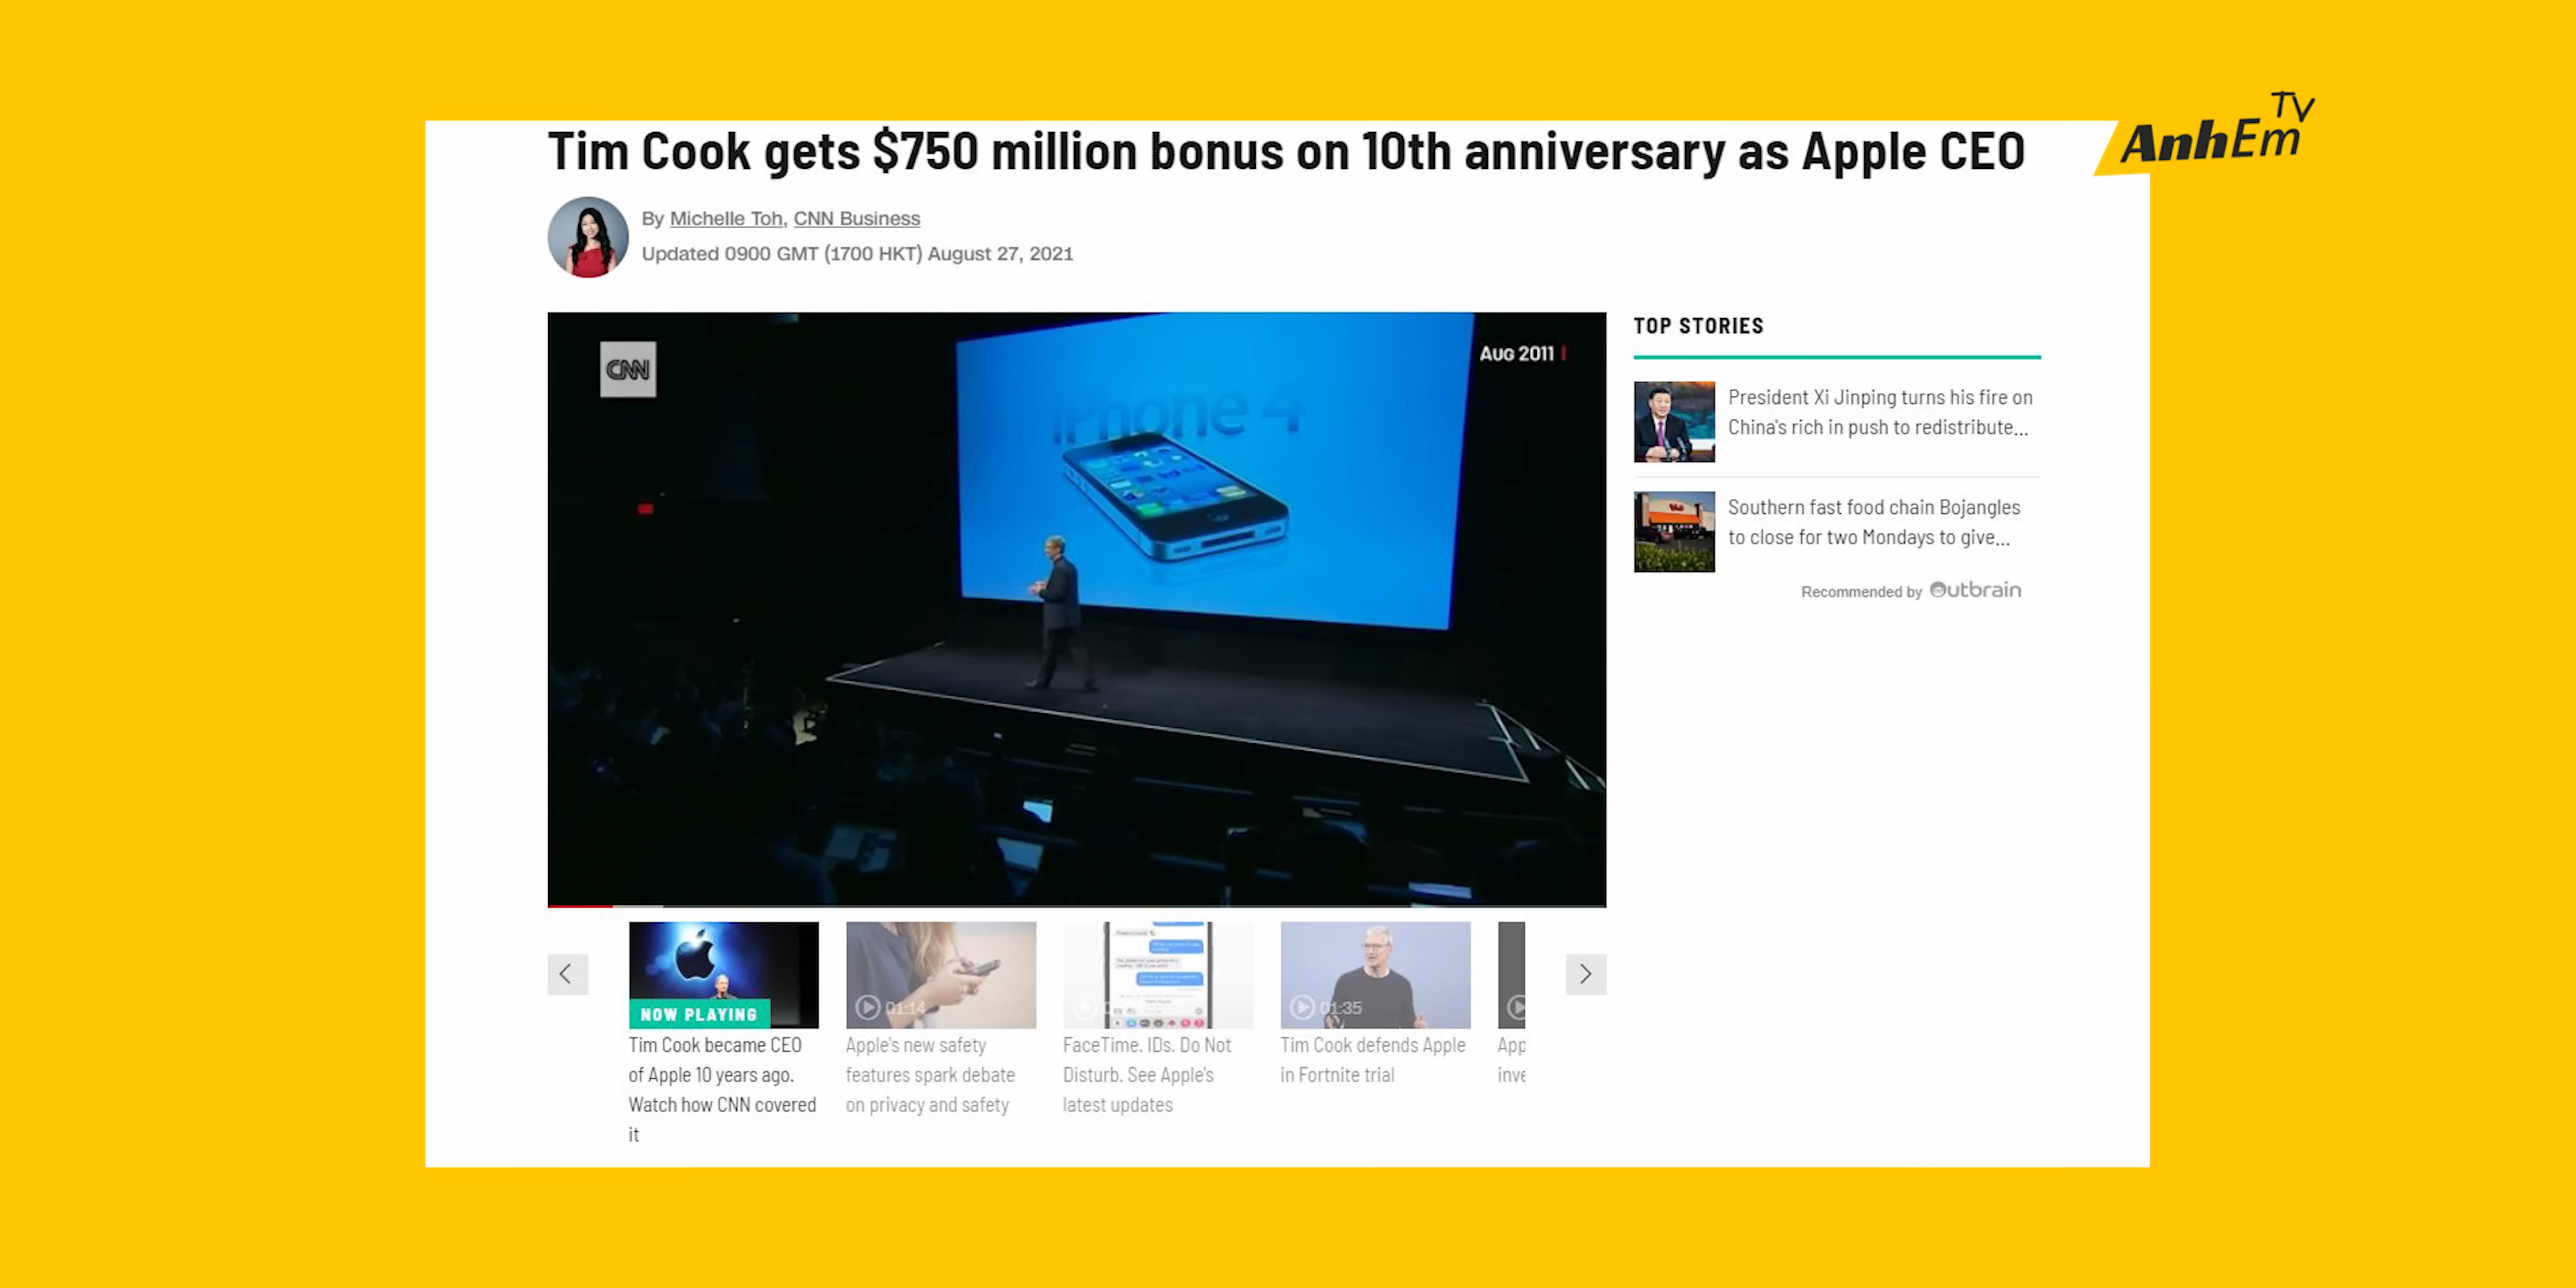 TV
AnhEm
Tim Cook gets $750 million bonus on 10th anniversary as Apple CEO
By Michelle Toh, CNN Business
Updated 0900 GMT (1700 HKT) August 27, 2021
CNN
Aug 2011
iPhone 4
TOP STORIES
President Xi Jinping turns his fire on
China's rich in push to redistribute...
Southern fast food chain Bojangles
to close for two Mondays to give...
Recommended by Outbrain
NOW PLAYING
Tim Cook became CEO
of Apple 10 years ago.
Watch how CNN covered
it
01:14
Apple's new safety
features spark debate
on privacy and safety
FaceTime. IDs. Do Not
Disturb. See Apple's
latest updates
01:35
Tim Cook defends Apple
in Fortnite trial
App
inve